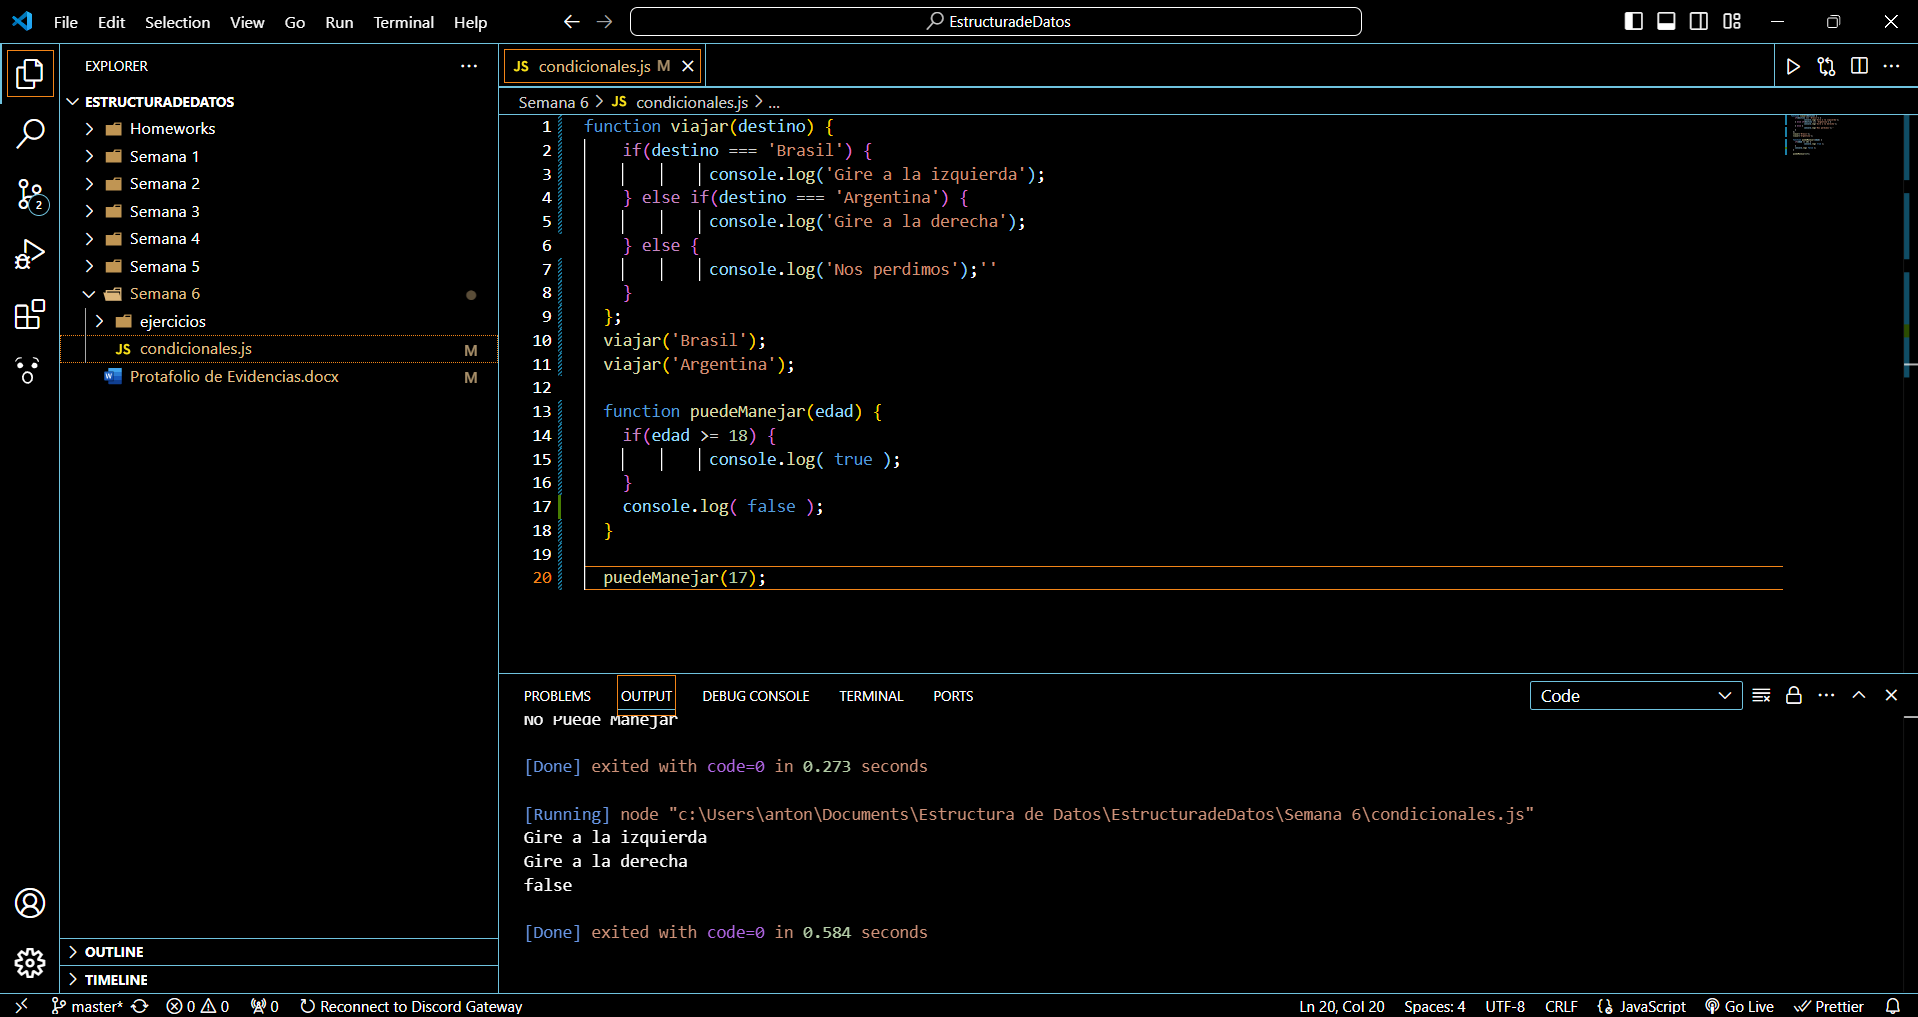 File Edit Selection View Go Run Terminal Help
EstructuradeDatos
EXPLORER
ESTRUCTURADEDATOS
Homeworks
Semana 1
Semana 2
Semana 3
Semana 4
Semana 5
Semana 6
ejercicios
JS condicionales.js M
Protafolio de Evidencias.docx M
OUTLINE
TIMELINE
2
JS condicionales.js M
Semana 6 > JS condicionales.js > ...
1 function viajar(destino) {
2 if(destino === 'Brasil') {
3 console.log('Gire a la izquierda');
4 } else if(destino === 'Argentina') {
5 console.log('Gire a la derecha');
6 } else {
7 console.log('Nos perdimos');''
8 }
9 };
10 viajar('Brasil');
11 viajar('Argentina');
12
13 function puedeManejar(edad) {
14 if(edad >= 18) {
15 console.log( true );
16 }
17 console.log( false );
18 }
19
20 puedeManejar(17);
PROBLEMS OUTPUT DEBUG CONSOLE TERMINAL PORTS
Code
No Puede Manejar
[Done] exited with code=0 in 0.273 seconds
[Running] node "c:\Users\anton\Documents\Estructura de Datos\EstructuradeDatos\Semana 6\condicionales.js"
Gire a la izquierda
Gire a la derecha
false
[Done] exited with code=0 in 0.584 seconds
master* 0 0 0 Reconnect to Discord Gateway
Ln 20, Col 20 Spaces: 4 UTF-8 CRLF {} JavaScript Go Live Prettier